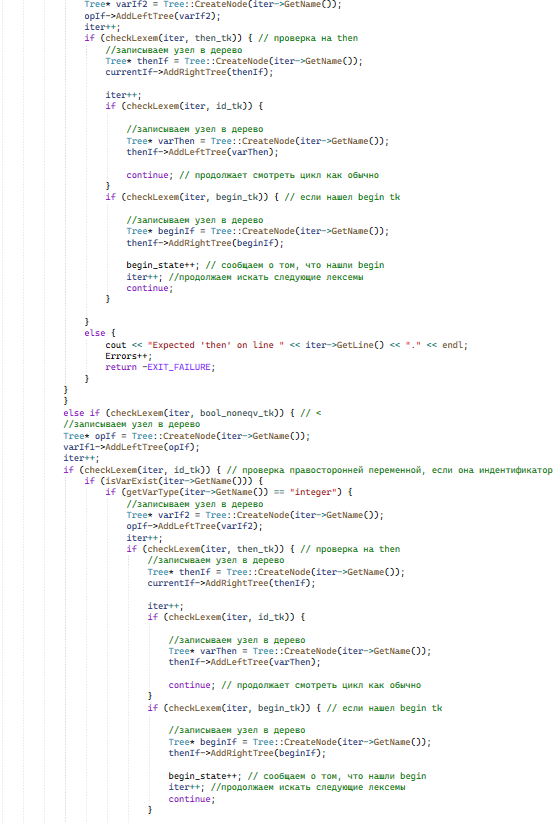 Tree* varIf2 = Tree::CreateNode(iter->GetName());
opIf->AddLeftTree(varIf2);
iter++;
if (checkLexem(iter, then_tk)) { // проверка на then
//записываем узел в дерево
Tree* thenIf = Tree::CreateNode(iter->GetName());
currentIf->AddRightTree(thenIf);
iter++;
if (checkLexem(iter, id_tk)) {
//записываем узел в дерево
Tree* varThen = Tree::CreateNode(iter->GetName());
thenIf->AddLeftTree(varThen);
continue; // продолжает смотреть цикл как обычно
}
if (checkLexem(iter, begin_tk)) { // если нашел begin tk
//записываем узел в дерево
Tree* beginIf = Tree::CreateNode(iter->GetName());
thenIf->AddRightTree(beginIf);
begin_state++; // сообщаем о том, что нашли begin
iter++; //продолжаем искать следующие лексемы
continue;
}
}
else {
cout << "Expected 'then' on line " << iter->GetLine() << "." << endl;
Errors++;
return -EXIT_FAILURE;
}
}
}
else if (checkLexem(iter, bool_noneqv_tk)) { // <
//записываем узел в дерево
Tree* opIf = Tree::CreateNode(iter->GetName());
varIf1->AddLeftTree(opIf);
iter++;
if (checkLexem(iter, id_tk)) { // проверка правосторонней переменной, если она индентификатор
if (isVarExist(iter->GetName())) {
if (getVarType(iter->GetName()) == "integer") {
//записываем узел в дерево
Tree* varIf2 = Tree::CreateNode(iter->GetName());
opIf->AddLeftTree(varIf2);
iter++;
if (checkLexem(iter, then_tk)) { // проверка на then
//записываем узел в дерево
Tree* thenIf = Tree::CreateNode(iter->GetName());
currentIf->AddRightTree(thenIf);
iter++;
if (checkLexem(iter, id_tk)) {
//записываем узел в дерево
Tree* varThen = Tree::CreateNode(iter->GetName());
thenIf->AddLeftTree(varThen);
continue; // продолжает смотреть цикл как обычно
}
if (checkLexem(iter, begin_tk)) { // если нашел begin tk
//записываем узел в дерево
Tree* beginIf = Tree::CreateNode(iter->GetName());
thenIf->AddRightTree(beginIf);
begin_state++; // сообщаем о том, что нашли begin
iter++; //продолжаем искать следующие лексемы
continue;
}